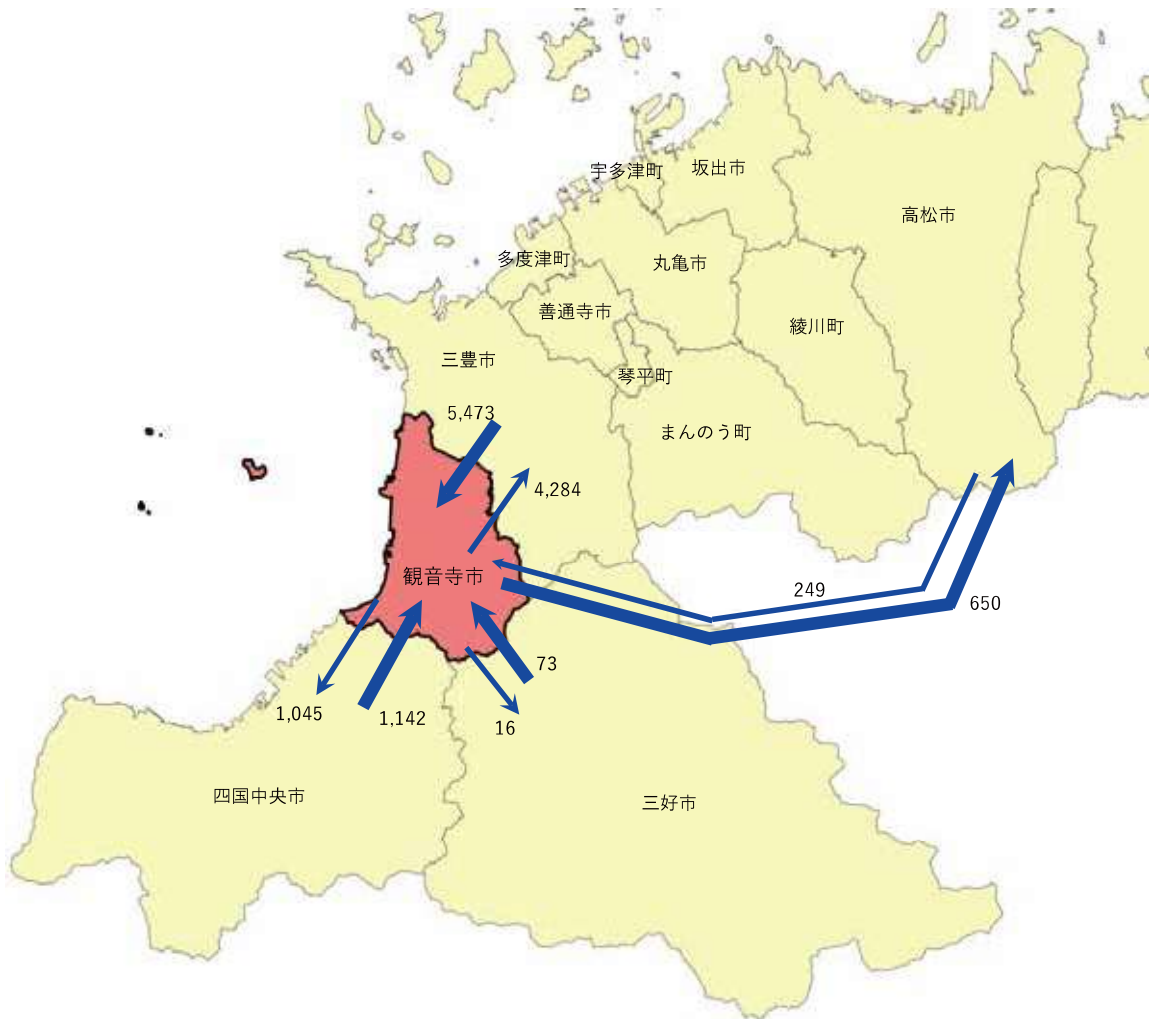 宇多津町
坂出市
高松市
多度津町
丸亀市
善通寺市
綾川町
三豊市
琴平町
5,473
まんのう町
4,284
観音寺市
249
650
73
1,045
1,142
16
四国中央市
三好市